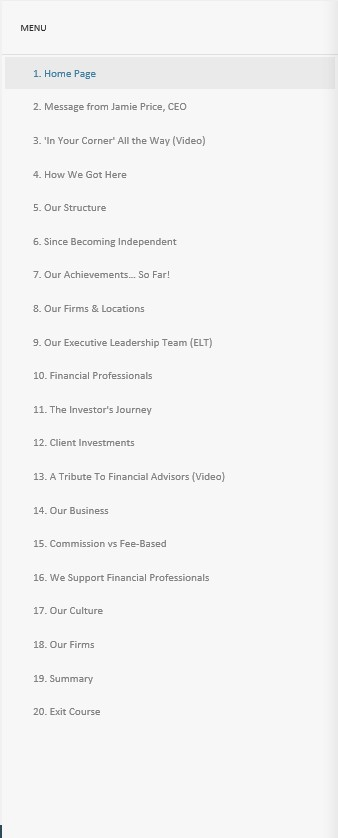 MENU
1. Home Page
2. Message from Jamie Price, CEO
3. 'In Your Corner' All the Way (Video)
4. How We Got Here
5. Our Structure
6. Since Becoming Independent
7. Our Achievements... So Far!
8. Our Firms & Locations
9. Our Executive Leadership Team (ELT)
10. Financial Professionals
11. The Investor's Journey
12. Client Investments
13. A Tribute To Financial Advisors (Video)
14. Our Business
15. Commission vs Fee-Based
16. We Support Financial Professionals
17. Our Culture
18. Our Firms
19. Summary
20. Exit Course